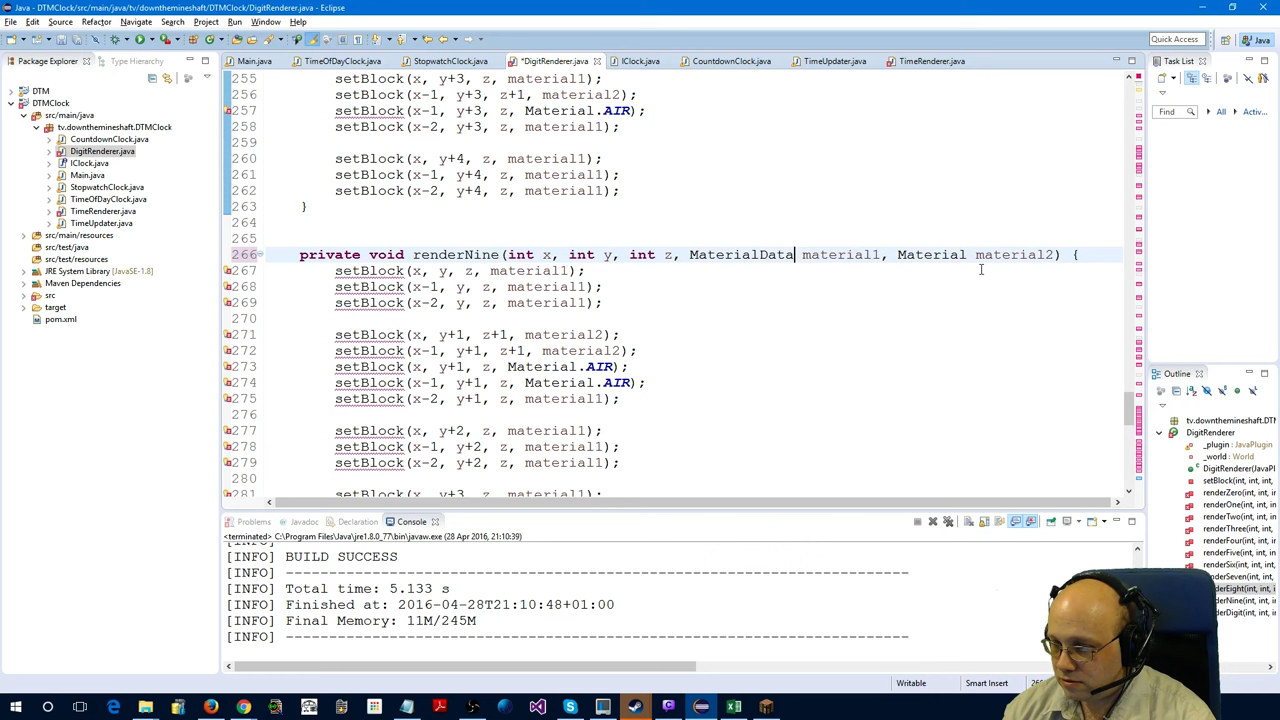 Java - DTMClock/src/main/java/tv/downthemineshaft/DTMClock/DigitRenderer.java - Eclipse
File Edit Source Refactor Navigate Search Project Run Window Help
Quick Access Java
Package Explorer Type Hierarchy
DTM
DTMClock
src/main/java
tv.downthemineshaft.DTMClock
CountdownClock.java
DigitRenderer.java
IClock.java
Main.java
StopwatchClock.java
TimeOfDayClock.java
TimeRenderer.java
TimeUpdater.java
src/main/resources
src/test/java
src/test/resources
JRE System Library [JavaSE-1.8]
Maven Dependencies
src
target
pom.xml
Main.java TimeOfDayClock.java StopwatchClock.java *DigitRenderer.java IClock.java CountdownClock.java TimeUpdater.java TimeRenderer.java
255 setBlock(x, y+3, z, material1);
256 setBlock(x-1, y+3, z+1, material2);
257 setBlock(x-1, y+3, z, Material.AIR);
258 setBlock(x-2, y+3, z, material1);
259
260 setBlock(x, y+4, z, material1);
261 setBlock(x-1, y+4, z, material1);
262 setBlock(x-2, y+4, z, material1);
263 }
264
265
266 private void renderNine(int x, int y, int z, MaterialData material1, Material material2) {
267 setBlock(x, y, z, material1);
268 setBlock(x-1, y, z, material1);
269 setBlock(x-2, y, z, material1);
270
271 setBlock(x, y+1, z+1, material2);
272 setBlock(x-1, y+1, z+1, material2);
273 setBlock(x, y+1, z, Material.AIR);
274 setBlock(x-1, y+1, z, Material.AIR);
275 setBlock(x-2, y+1, z, material1);
276
277 setBlock(x, y+2, z, material1);
278 setBlock(x-1, y+2, z, material1);
279 setBlock(x-2, y+2, z, material1);
280
281 setBlock(x, y+3, z, material1);
Task List
Find All Activ...
Outline
tv.downthemineshaft.DT
DigitRenderer
_plugin : JavaPlugin
_world : World
DigitRenderer(JavaPl
setBlock(int, int, int,
renderZero(int, int, i
renderOne(int, int, i
renderTwo(int, int, i
renderThree(int, int,
renderFour(int, int, i
renderFive(int, int, i
renderSix(int, int, in
renderSeven(int, int,
erEight(int, int, i
erNine(int, int, i
erDigit(int, int, i
Problems Javadoc Declaration Console
<terminated> C:\Program Files\Java\jre1.8.0_77\bin\javaw.exe (28 Apr 2016, 21:10:39)
[INFO] BUILD SUCCESS
[INFO] ------------------------------------------------------------------------
[INFO] Total time: 5.133 s
[INFO] Finished at: 2016-04-28T21:10:48+01:00
[INFO] Final Memory: 11M/245M
[INFO] ------------------------------------------------------------------------
Writable Smart Insert